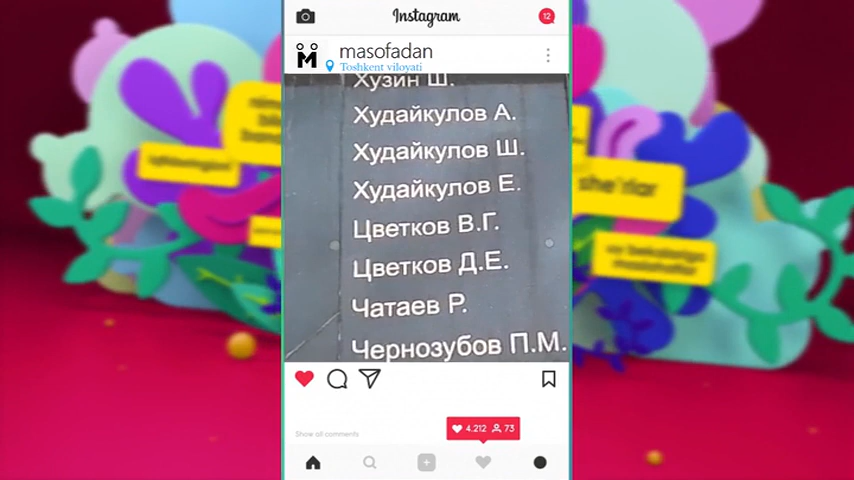 Instagram
12
masofadan
Toshkent viloyati
Хузин Ш.
Худайкулов А.
Худайкулов Ш.
Худайкулов Е.
Цветков В.Г.
Цветков Д.Е.
Чатаев Р.
Чернозубов П.М.
she'rlar
Show all comments
4.212 73